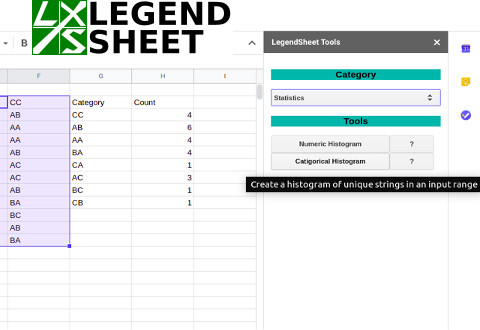 LX LEGEND
/S SHEET
LegendSheet Tools ×
F G H I
Category
CC Category Count
AB CC 4
Statistics
AA AB 6
AA AA 4
Tools
AB BA 4
Numeric Histogram ?
AC CA 1
Catigorical Histogram ?
AC AC 3
AB BC 1
Create a histogram of unique strings in an input range
BA CB 1
BC
AB
BA